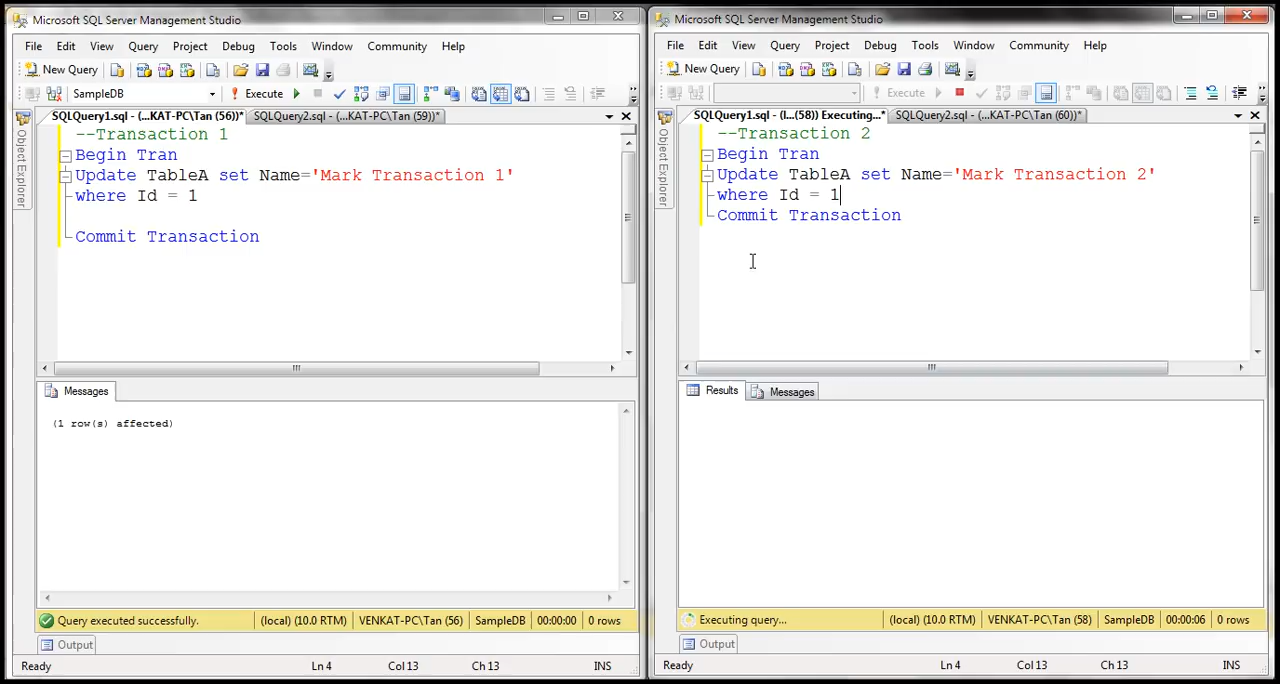 Microsoft SQL Server Management Studio
File Edit View Query Project Debug Tools Window Community Help
New Query
SampleDB Execute
SQLQuery1.sql - (...KAT-PC\Tan (56))* SQLQuery2.sql - (...KAT-PC\Tan (59))*
Object Explorer
--Transaction 1
Begin Tran
Update TableA set Name='Mark Transaction 1'
where Id = 1
Commit Transaction
Messages
(1 row(s) affected)
Query executed successfully. (local) (10.0 RTM) VENKAT-PC\Tan (56) SampleDB 00:00:00 0 rows
Output
Ready Ln 4 Col 13 Ch 13 INS
Microsoft SQL Server Management Studio
File Edit View Query Project Debug Tools Window Community Help
New Query
Execute
SQLQuery1.sql - (l...(58)) Executing...* SQLQuery2.sql - (...KAT-PC\Tan (60))*
Object Explorer
--Transaction 2
Begin Tran
Update TableA set Name='Mark Transaction 2'
where Id = 1
Commit Transaction
Results Messages
Executing query... (local) (10.0 RTM) VENKAT-PC\Tan (58) SampleDB 00:00:06 0 rows
Output
Ready Ln 4 Col 13 Ch 13 INS